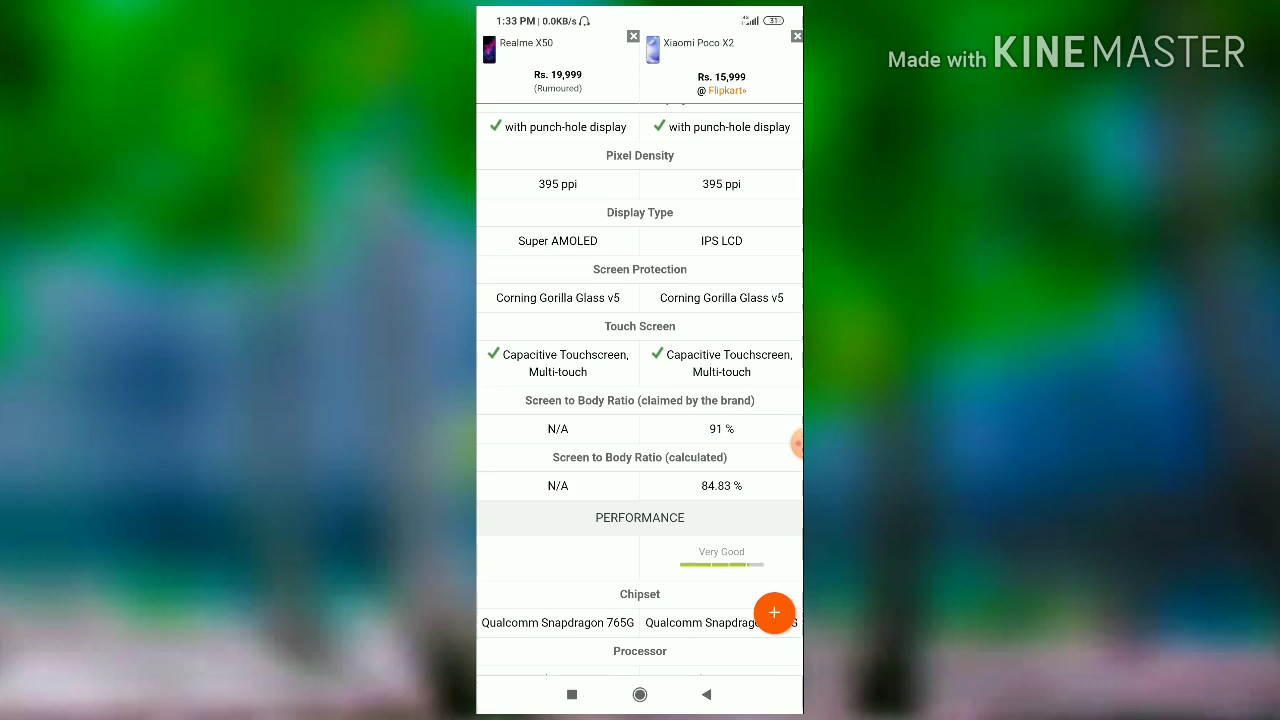 1:33 PM | 0.0KB/s 4G 31
Made with KINEMASTER
Realme X50 Xiaomi Poco X2
Rs. 19,999 Rs. 15,999
(Rumoured) @ Flipkart»
with punch-hole display with punch-hole display
Pixel Density
395 ppi 395 ppi
Display Type
Super AMOLED IPS LCD
Screen Protection
Corning Gorilla Glass v5 Corning Gorilla Glass v5
Touch Screen
Capacitive Touchscreen, Capacitive Touchscreen,
Multi-touch Multi-touch
Screen to Body Ratio (claimed by the brand)
N/A 91 %
Screen to Body Ratio (calculated)
N/A 84.83 %
PERFORMANCE
Very Good
Chipset
Qualcomm Snapdragon 765G Qualcomm
Processor